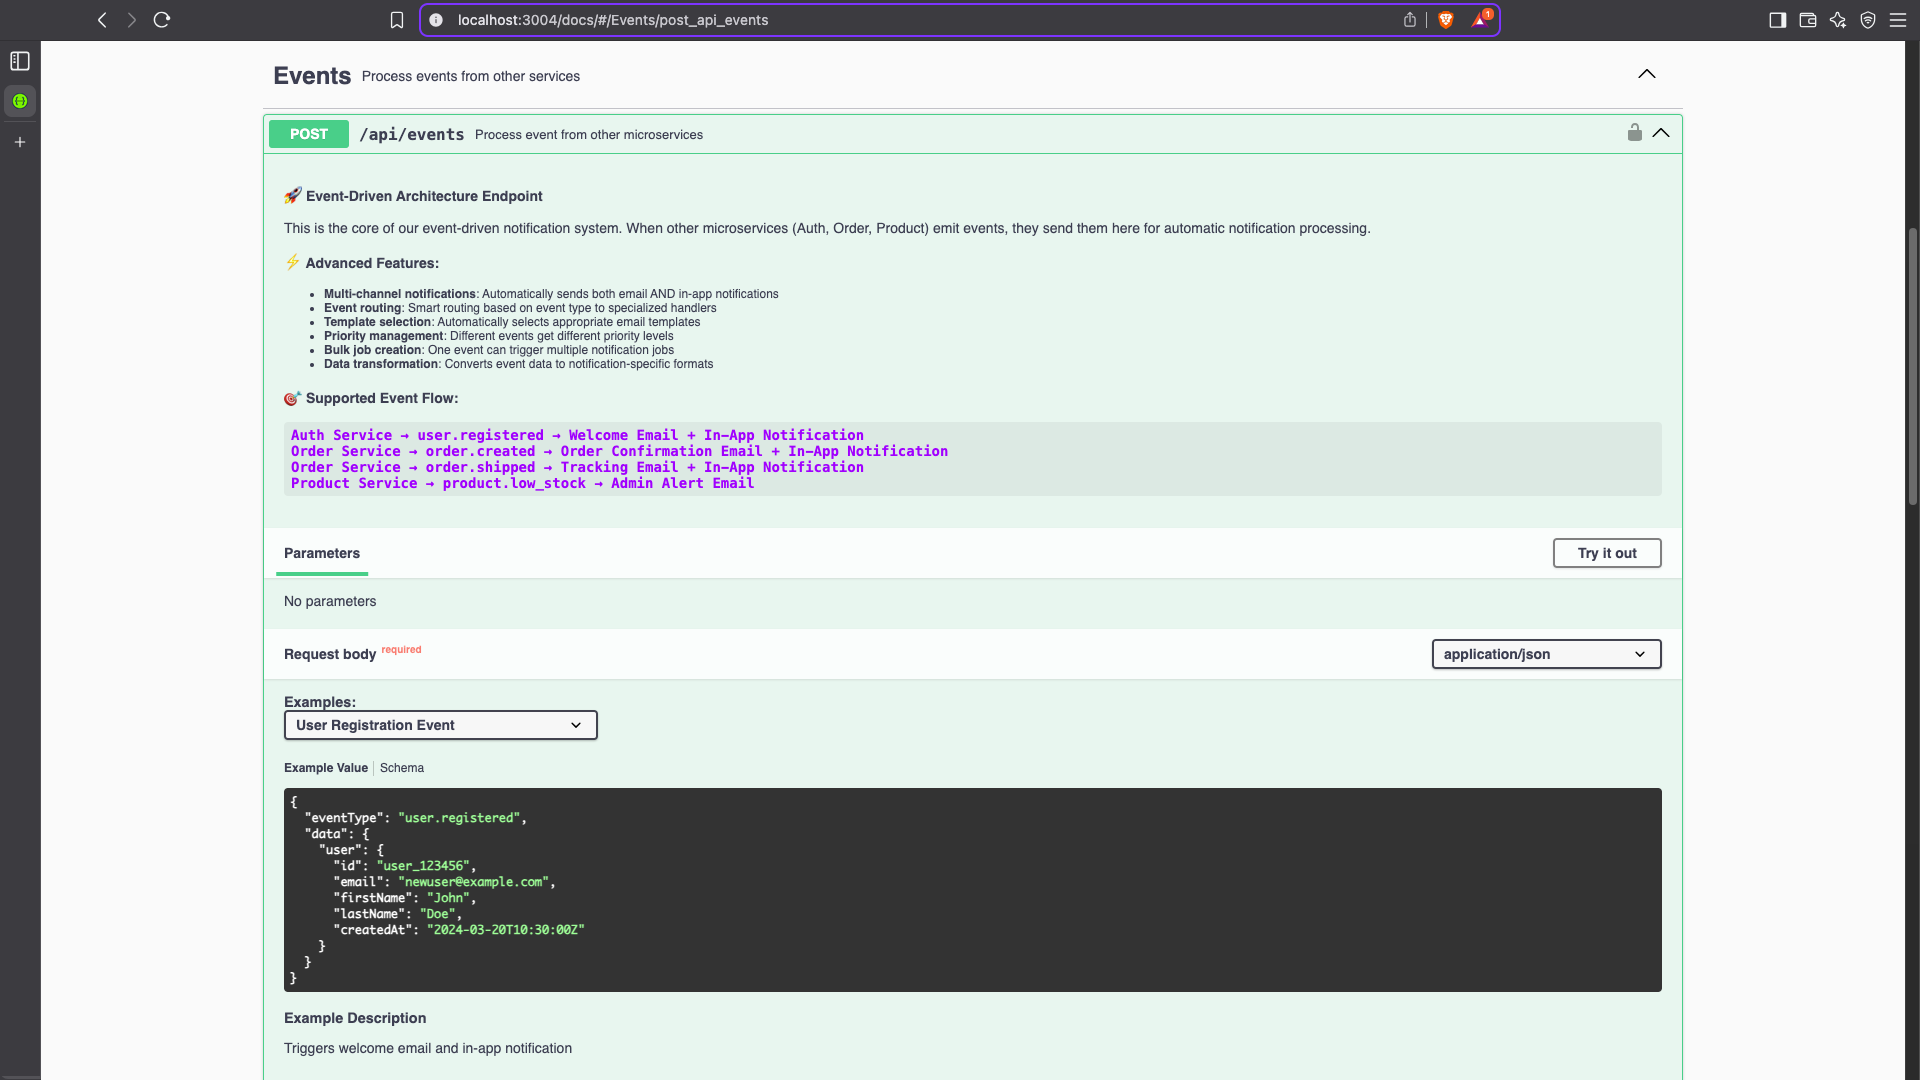 localhost:3004/docs/#/Events/post_api_events
1
Events Process events from other services
POST /api/events Process event from other microservices
🚀 Event-Driven Architecture Endpoint
This is the core of our event-driven notification system. When other microservices (Auth, Order, Product) emit events, they send them here for automatic notification processing.
⚡ Advanced Features:
• Multi-channel notifications: Automatically sends both email AND in-app notifications
• Event routing: Smart routing based on event type to specialized handlers
• Template selection: Automatically selects appropriate email templates
• Priority management: Different events get different priority levels
• Bulk job creation: One event can trigger multiple notification jobs
• Data transformation: Converts event data to notification-specific formats
🎯 Supported Event Flow:
Auth Service → user.registered → Welcome Email + In-App Notification
Order Service → order.created → Order Confirmation Email + In-App Notification
Order Service → order.shipped → Tracking Email + In-App Notification
Product Service → product.low_stock → Admin Alert Email
Parameters
Try it out
No parameters
Request body required
application/json
Examples:
User Registration Event
Example Value Schema
{
  "eventType": "user.registered",
  "data": {
    "user": {
      "id": "user_123456",
      "email": "newuser@example.com",
      "firstName": "John",
      "lastName": "Doe",
      "createdAt": "2024-03-20T10:30:00Z"
    }
  }
}
Example Description
Triggers welcome email and in-app notification